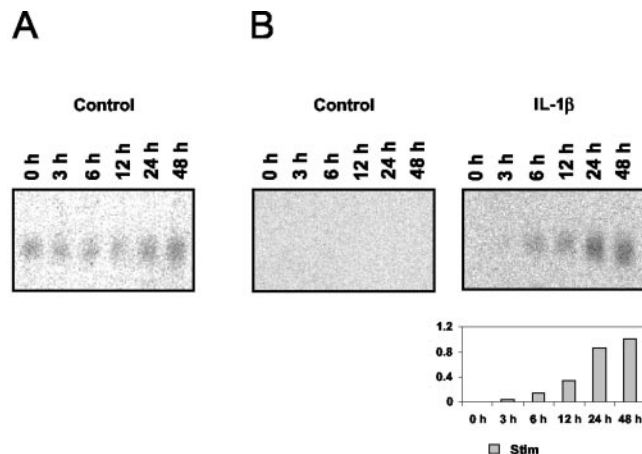 A B
Control Control IL-1β
0 h 3 h 6 h 12 h 24 h 48 h 0 h 3 h 6 h 12 h 24 h 48 h 0 h 3 h 6 h 12 h 24 h 48 h
1.2
0.8
0.4
0
0 h 3 h 6 h 12 h 24 h 48 h
Stim